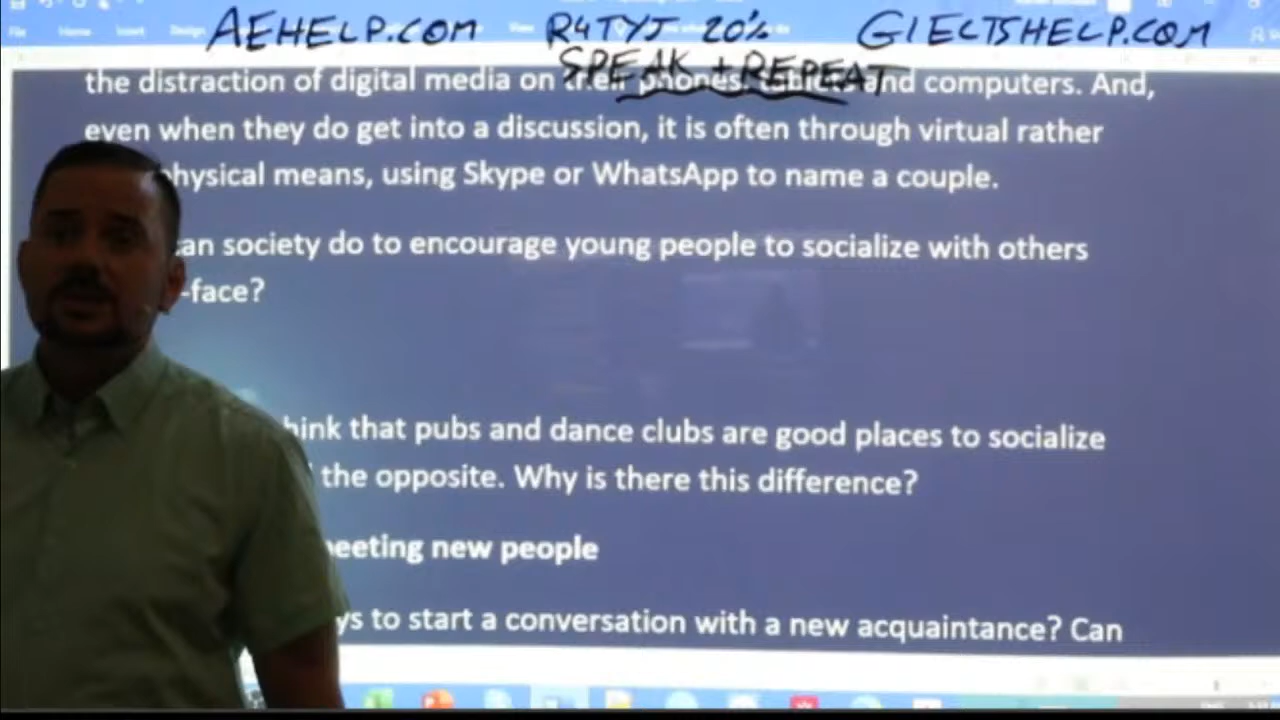 AEHELP.COM R4TYJ 20% GIELTSHELP.COM
SPEAK + REPEAT
the distraction of digital media on their phones, tablets and computers. And,
even when they do get into a discussion, it is often through virtual rather
physical means, using Skype or WhatsApp to name a couple.
an society do to encourage young people to socialize with others
-face?
hink that pubs and dance clubs are good places to socialize
the opposite. Why is there this difference?
eeting new people
ys to start a conversation with a new acquaintance? Can